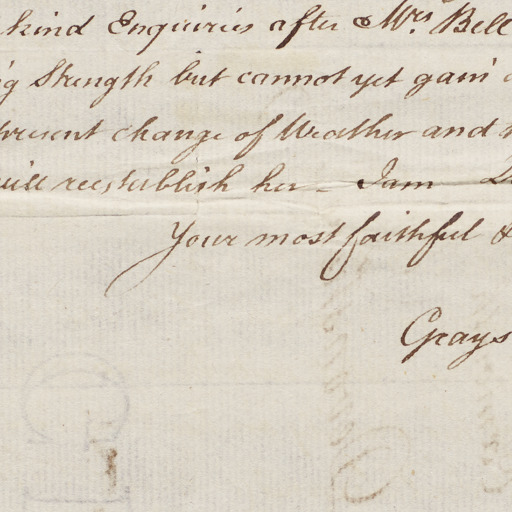 kind Enquiries after Mrs. Bell
'g Strength but cannot yet gain
present change of Weather and
will reestablish her - I am
Your most faithful &
Grays